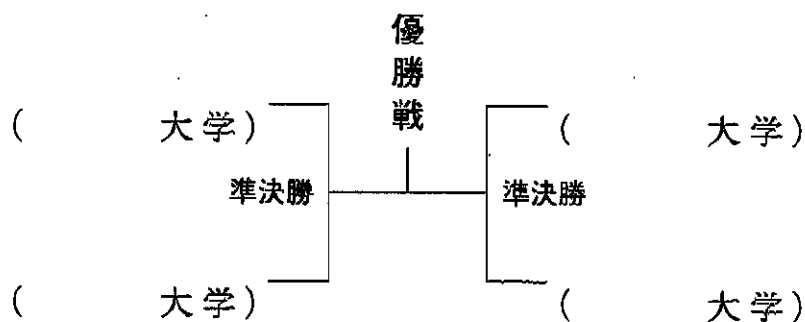 優勝戦
(　　　大学)
(　　　大学)
準決勝
準決勝
(　　　大学)
(　　　大学)